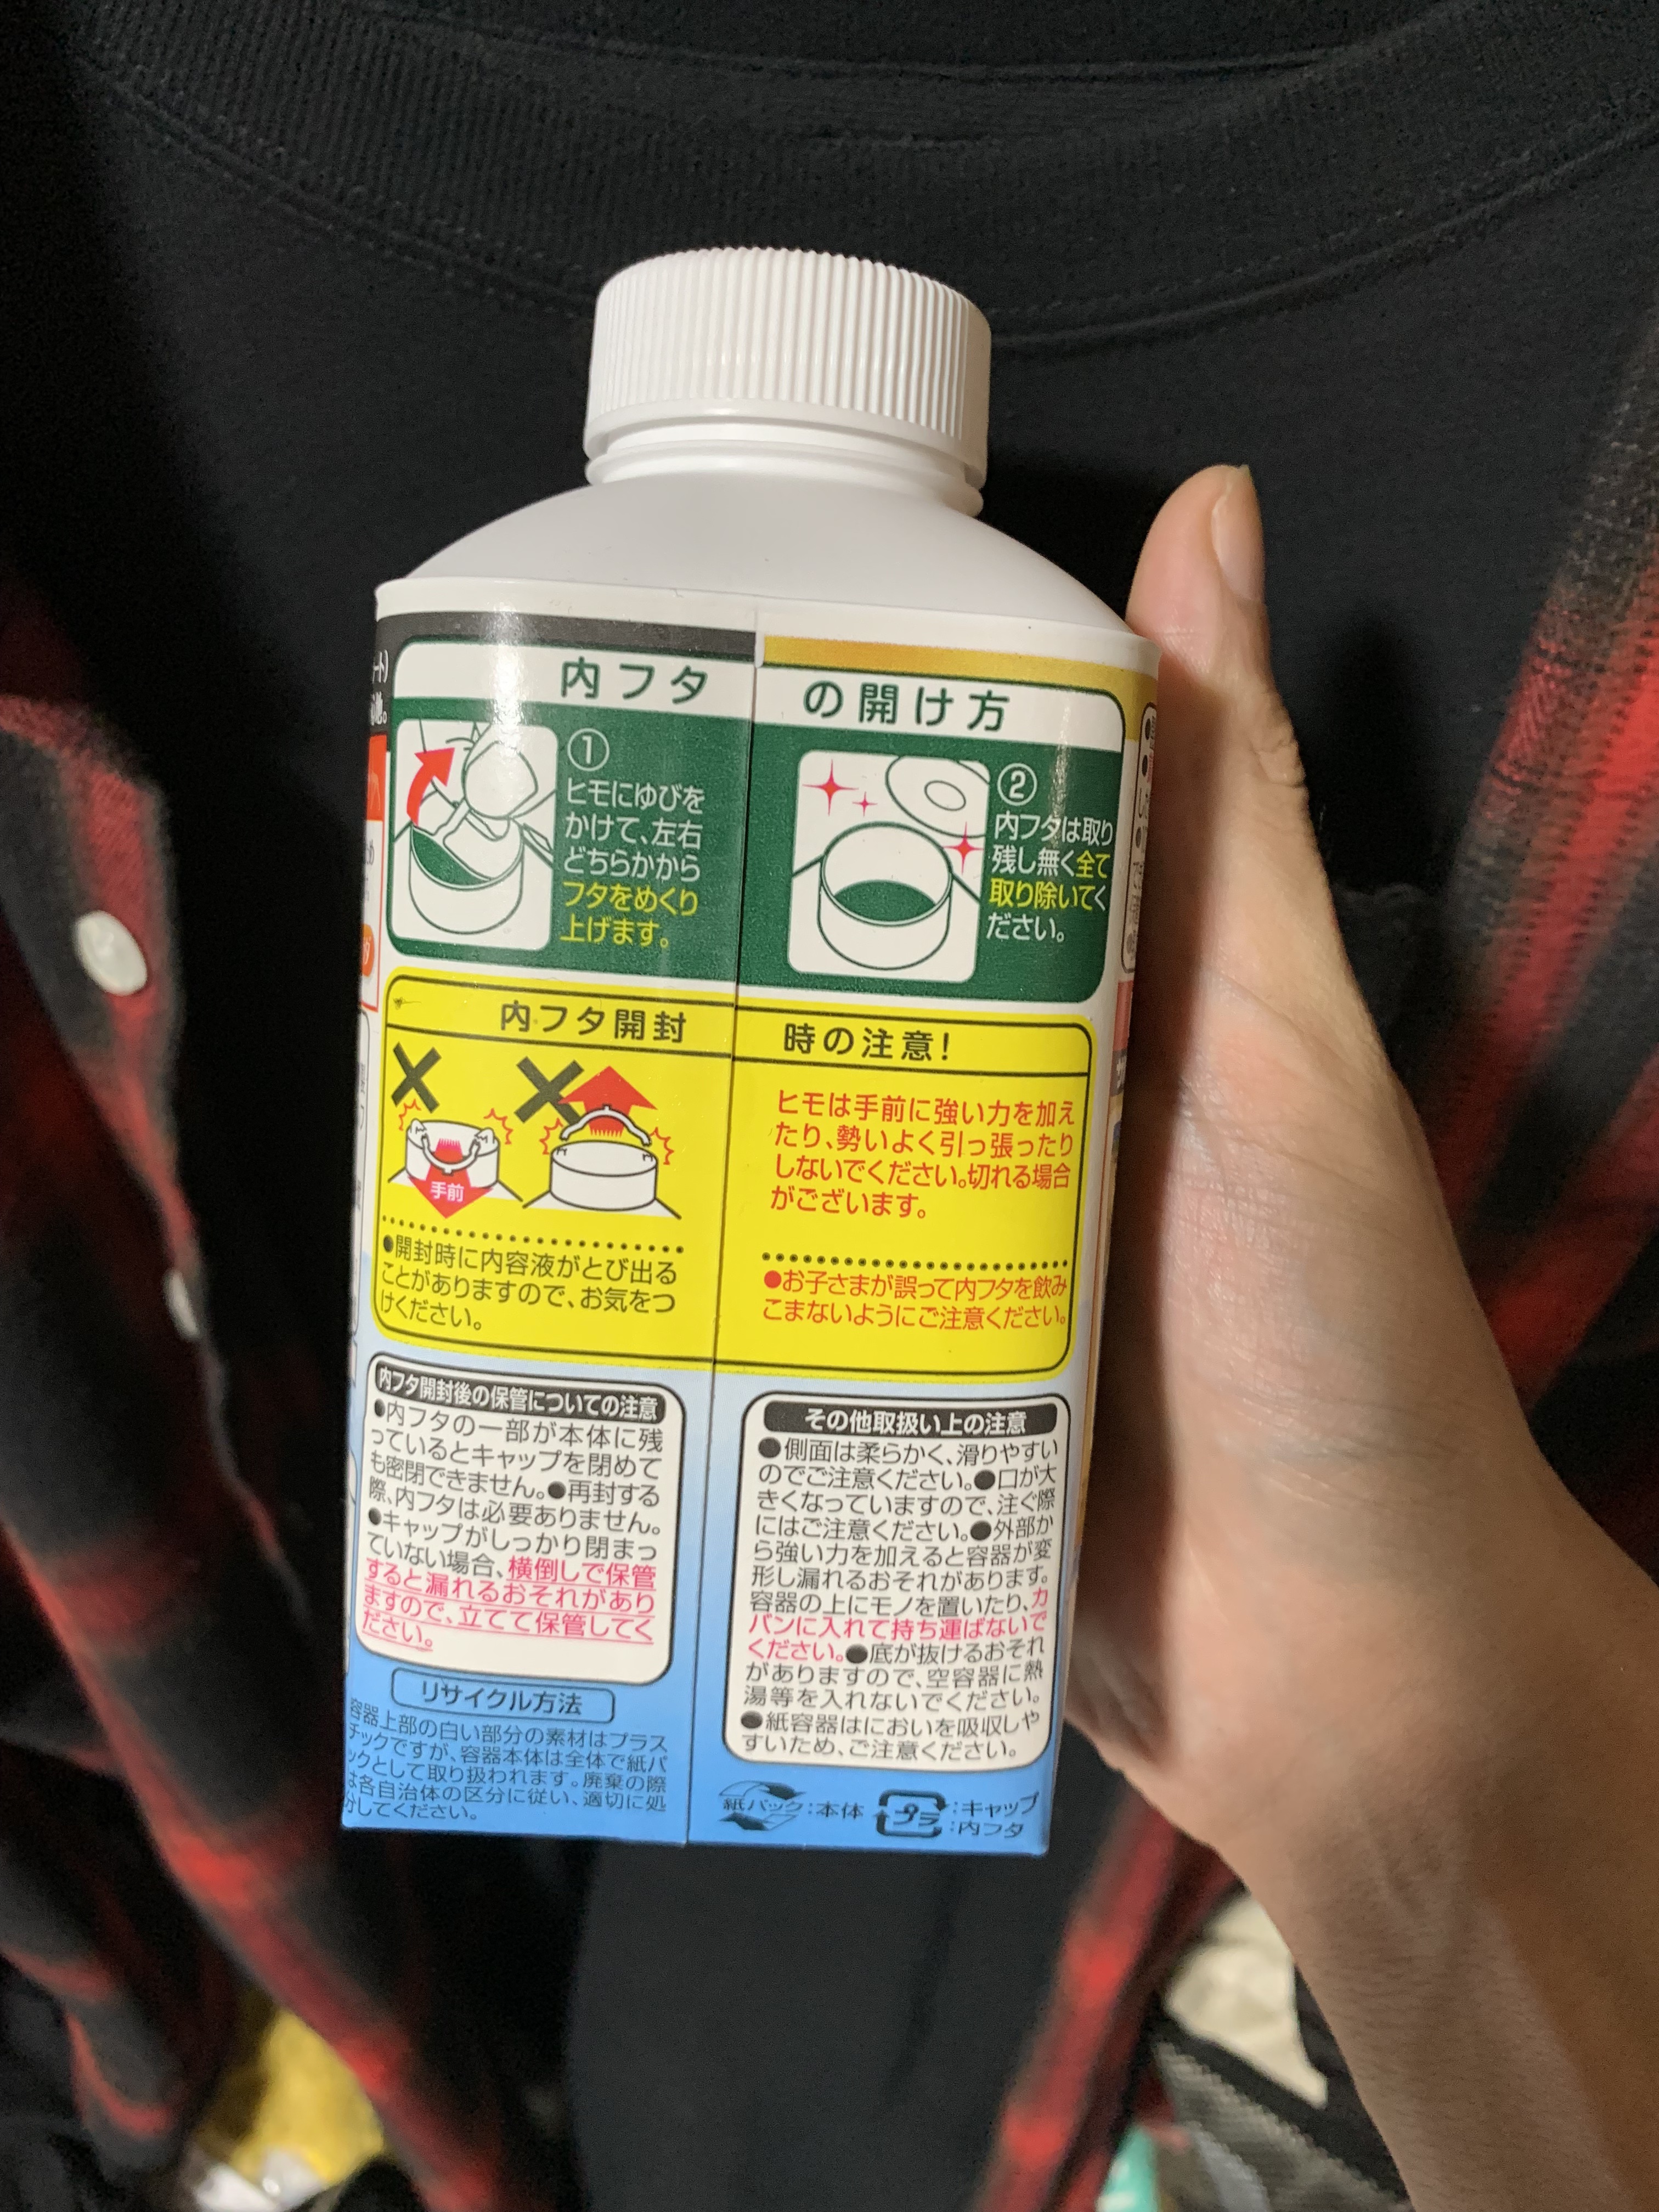 内フタの開け方
①
ヒモにゆびを
かけて、左右
どちらかから
フタをめくり
上げます。
②
内フタは取り
残し無く全て
取り除いてく
ださい。
内フタ開封時の注意!
手前
ヒモは手前に強い力を加え
たり、勢いよく引っ張ったり
しないでください。切れる場合
がございます。
●開封時に内容液がとび出る
ことがありますので、お気をつ
けください。
●お子さまが誤って内フタを飲み
こまないようにご注意ください。
内フタ開封後の保管についての注意
●内フタの一部が本体に残
っているとキャップを閉めて
も密閉できません。●再封する
際、内フタは必要ありません。
●キャップがしっかり閉まっ
ていない場合、横倒しで保管
すると漏れるおそれがあり
ますので、立てて保管してく
ださい。
その他取扱い上の注意
●側面は柔らかく、滑りやすい
のでご注意ください。●口が大
きくなっていますので、注ぐ際
にはご注意ください。●外部か
ら強い力を加えると容器が変
形し漏れるおそれがあります。
容器の上にモノを置いたり、カ
バンに入れて持ち運ばないで
ください。●底が抜けるおそれ
がありますので、空容器に熱
湯等を入れないでください。
●紙容器はにおいを吸収しや
すいため、ご注意ください。
リサイクル方法
容器上部の白い部分の素材はプラス
チックですが、容器本体は全体で紙パ
ックとして取り扱われます。廃棄の際
は各自治体の区分に従い、適切に処
分してください。
紙パック:本体
プラ:キャップ
:内フタ